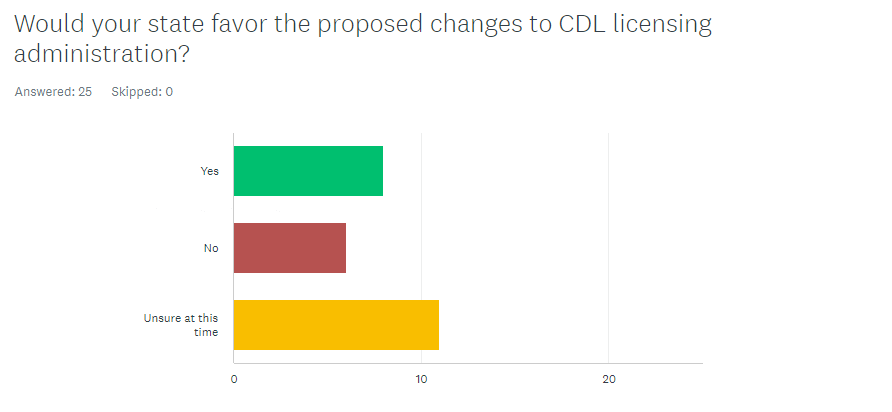 Would your state favor the proposed changes to CDL licensing
administration?
Answered: 25 Skipped: 0
Yes
No
Unsure at this
time
0 10 20